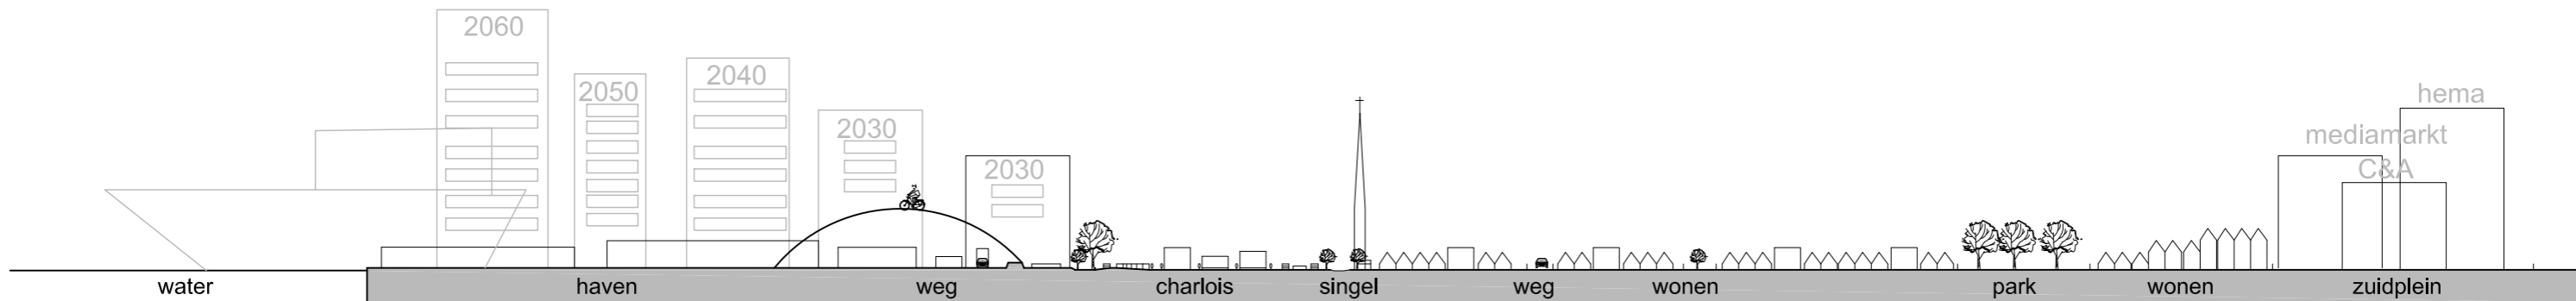 2060
2050
2040
2030
2030
hema
mediamarkt
C&A
water
haven
weg
charlois
singel
weg
wonen
park
wonen
zuidplein